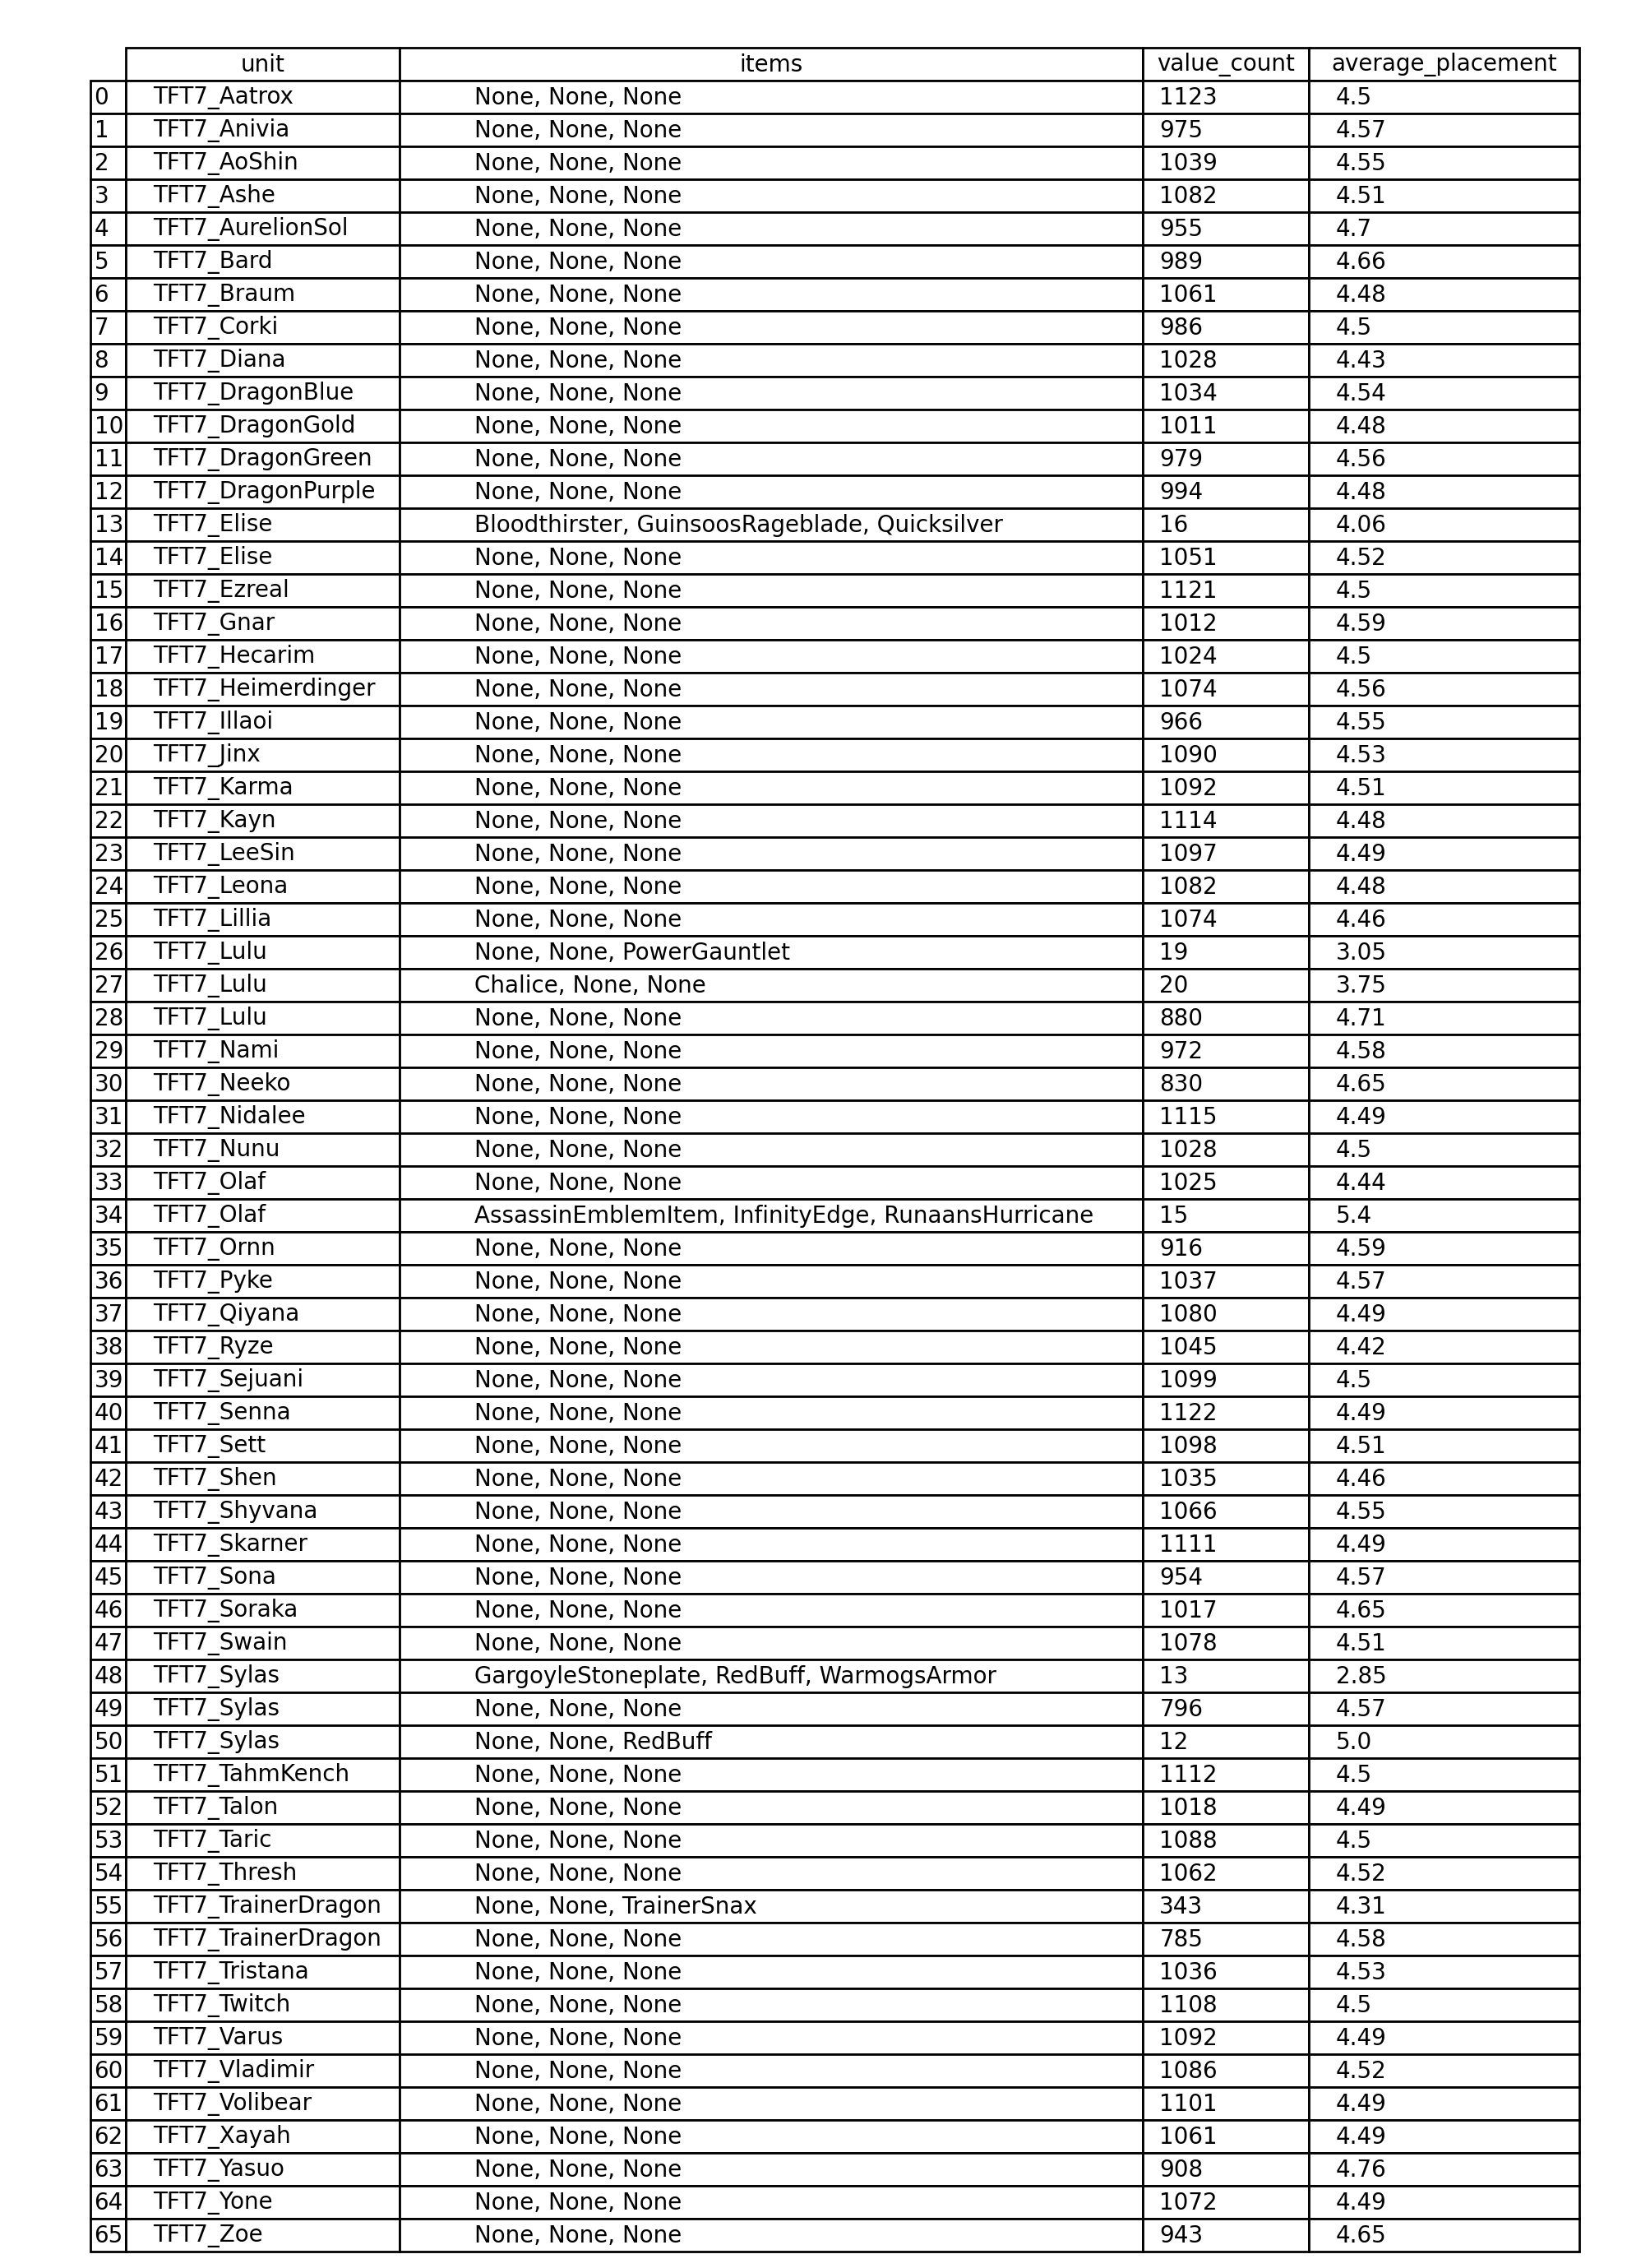 unit items value_count average_placement
0 TFT7_Aatrox None, None, None 1123 4.5
1 TFT7_Anivia None, None, None 975 4.57
2 TFT7_AoShin None, None, None 1039 4.55
3 TFT7_Ashe None, None, None 1082 4.51
4 TFT7_AurelionSol None, None, None 955 4.7
5 TFT7_Bard None, None, None 989 4.66
6 TFT7_Braum None, None, None 1061 4.48
7 TFT7_Corki None, None, None 986 4.5
8 TFT7_Diana None, None, None 1028 4.43
9 TFT7_DragonBlue None, None, None 1034 4.54
10 TFT7_DragonGold None, None, None 1011 4.48
11 TFT7_DragonGreen None, None, None 979 4.56
12 TFT7_DragonPurple None, None, None 994 4.48
13 TFT7_Elise Bloodthirster, GuinsoosRageblade, Quicksilver 16 4.06
14 TFT7_Elise None, None, None 1051 4.52
15 TFT7_Ezreal None, None, None 1121 4.5
16 TFT7_Gnar None, None, None 1012 4.59
17 TFT7_Hecarim None, None, None 1024 4.5
18 TFT7_Heimerdinger None, None, None 1074 4.56
19 TFT7_Illaoi None, None, None 966 4.55
20 TFT7_Jinx None, None, None 1090 4.53
21 TFT7_Karma None, None, None 1092 4.51
22 TFT7_Kayn None, None, None 1114 4.48
23 TFT7_LeeSin None, None, None 1097 4.49
24 TFT7_Leona None, None, None 1082 4.48
25 TFT7_Lillia None, None, None 1074 4.46
26 TFT7_Lulu None, None, PowerGauntlet 19 3.05
27 TFT7_Lulu Chalice, None, None 20 3.75
28 TFT7_Lulu None, None, None 880 4.71
29 TFT7_Nami None, None, None 972 4.58
30 TFT7_Neeko None, None, None 830 4.65
31 TFT7_Nidalee None, None, None 1115 4.49
32 TFT7_Nunu None, None, None 1028 4.5
33 TFT7_Olaf None, None, None 1025 4.44
34 TFT7_Olaf AssassinEmblemItem, InfinityEdge, RunaansHurricane 15 5.4
35 TFT7_Ornn None, None, None 916 4.59
36 TFT7_Pyke None, None, None 1037 4.57
37 TFT7_Qiyana None, None, None 1080 4.49
38 TFT7_Ryze None, None, None 1045 4.42
39 TFT7_Sejuani None, None, None 1099 4.5
40 TFT7_Senna None, None, None 1122 4.49
41 TFT7_Sett None, None, None 1098 4.51
42 TFT7_Shen None, None, None 1035 4.46
43 TFT7_Shyvana None, None, None 1066 4.55
44 TFT7_Skarner None, None, None 1111 4.49
45 TFT7_Sona None, None, None 954 4.57
46 TFT7_Soraka None, None, None 1017 4.65
47 TFT7_Swain None, None, None 1078 4.51
48 TFT7_Sylas GargoyleStoneplate, RedBuff, WarmogsArmor 13 2.85
49 TFT7_Sylas None, None, None 796 4.57
50 TFT7_Sylas None, None, RedBuff 12 5.0
51 TFT7_TahmKench None, None, None 1112 4.5
52 TFT7_Talon None, None, None 1018 4.49
53 TFT7_Taric None, None, None 1088 4.5
54 TFT7_Thresh None, None, None 1062 4.52
55 TFT7_TrainerDragon None, None, TrainerSnax 343 4.31
56 TFT7_TrainerDragon None, None, None 785 4.58
57 TFT7_Tristana None, None, None 1036 4.53
58 TFT7_Twitch None, None, None 1108 4.5
59 TFT7_Varus None, None, None 1092 4.49
60 TFT7_Vladimir None, None, None 1086 4.52
61 TFT7_Volibear None, None, None 1101 4.49
62 TFT7_Xayah None, None, None 1061 4.49
63 TFT7_Yasuo None, None, None 908 4.76
64 TFT7_Yone None, None, None 1072 4.49
65 TFT7_Zoe None, None, None 943 4.65